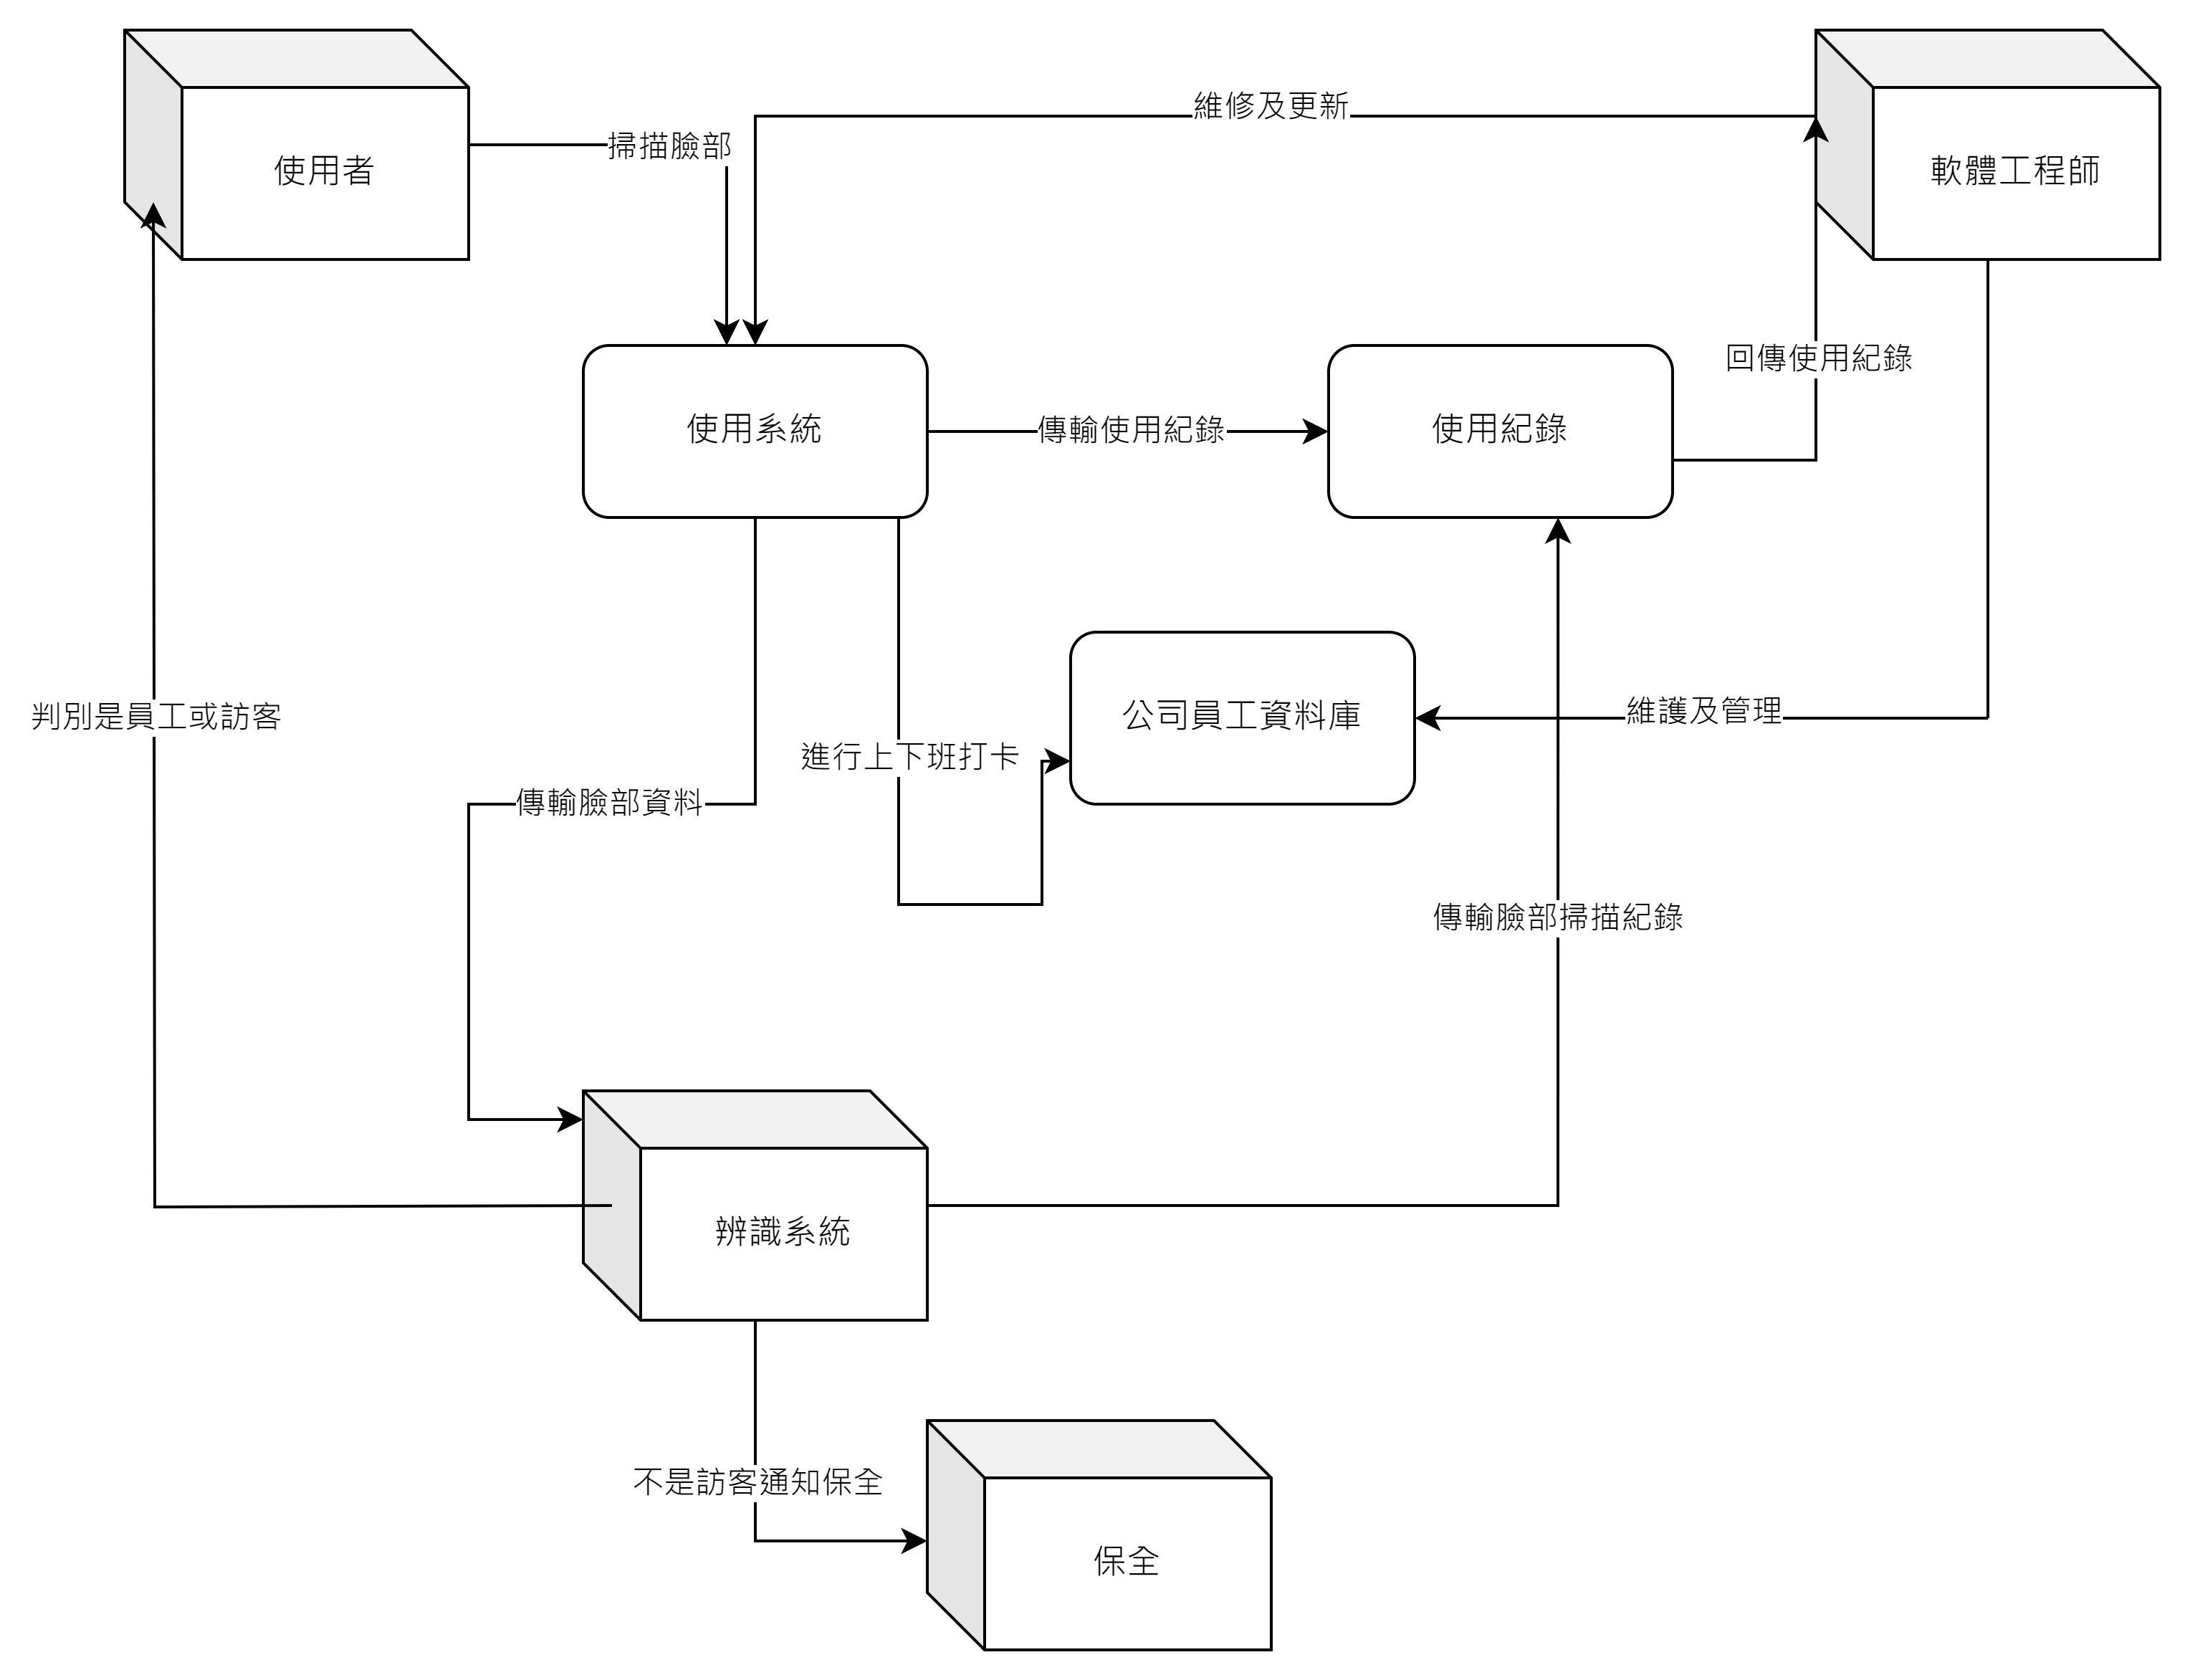 維修及更新
掃描臉部
使用者
軟體工程師
回傳使用紀錄
使用系統
傳輸使用紀錄
使用紀錄
判別是員工或訪客
公司員工資料庫
維護及管理
進行上下班打卡
傳輸臉部資料
傳輸臉部掃描紀錄
辨識系統
不是訪客通知保全
保全